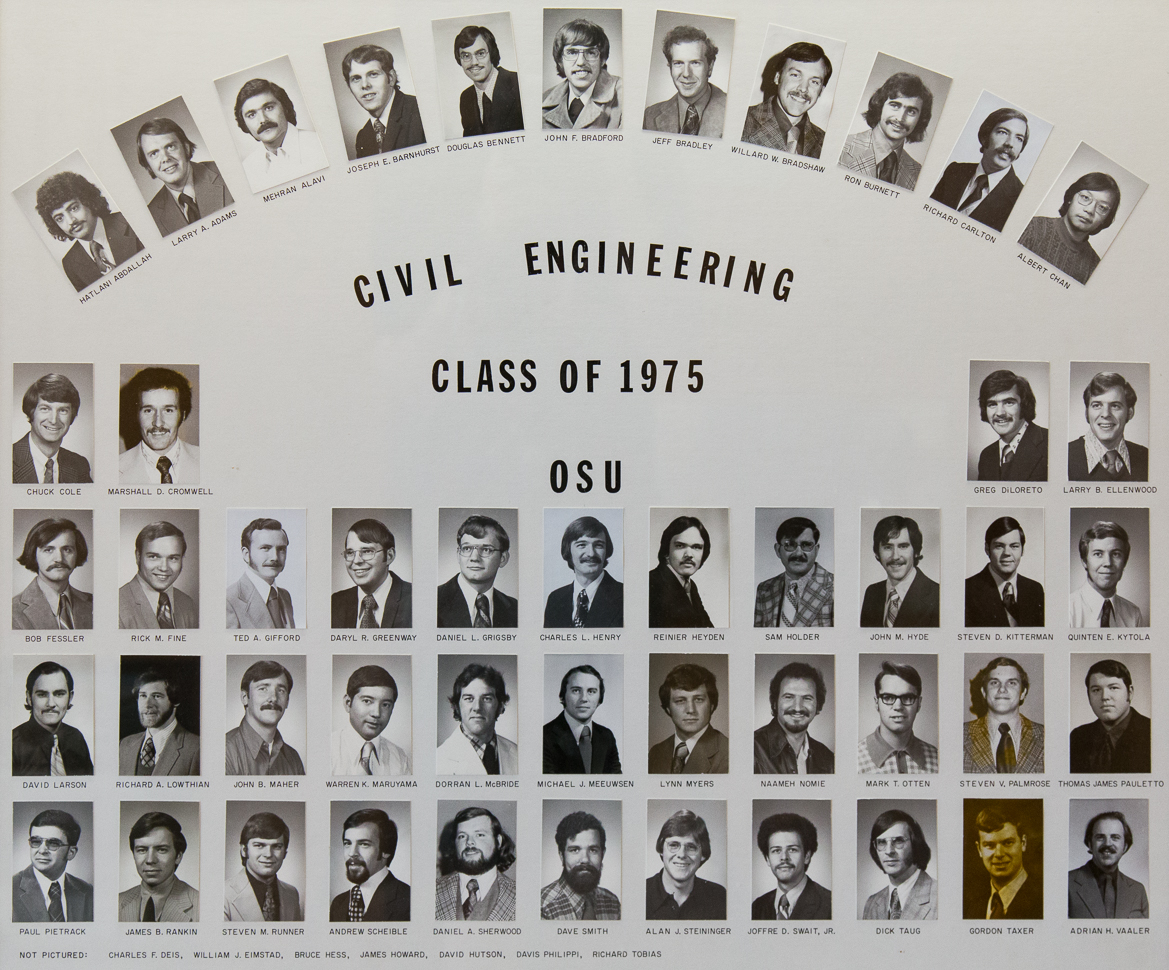 HATLANI ABDALLAH
LARRY A. ADAMS
MEHRAN ALAVI
JOSEPH E. BARNHURST
DOUGLAS BENNETT
JOHN F. BRADFORD
JEFF BRADLEY
WILLARD W. BRADSHAW
RON BURNETT
RICHARD CARLTON
ALBERT CHAN
CIVIL ENGINEERING
CLASS OF 1975
OSU
CHUCK COLE
MARSHALL D. CROMWELL
GREG DiLORETO
LARRY B. ELLENWOOD
BOB FESSLER
RICK M. FINE
TED A. GIFFORD
DARYL R. GREENWAY
DANIEL L. GRIGSBY
CHARLES L. HENRY
REINIER HEYDEN
SAM HOLDER
JOHN M. HYDE
STEVEN D. KITTERMAN
QUINTEN E. KYTOLA
DAVID LARSON
RICHARD A. LOWTHIAN
JOHN B. MAHER
WARREN K. MARUYAMA
DORRAN L. McBRIDE
MICHAEL J. MEEUWSEN
LYNN MYERS
NAAMEH NOMIE
MARK T. OTTEN
STEVEN V. PALMROSE
THOMAS JAMES PAULETTO
PAUL PIETRACK
JAMES B. RANKIN
STEVEN M. RUNNER
ANDREW SCHEIBLE
DANIEL A. SHERWOOD
DAVE SMITH
ALAN J. STEININGER
JOFFRE D. SWAIT, JR.
DICK TAUG
GORDON TAXER
ADRIAN H. VAALER
NOT PICTURED: CHARLES F. DEIS, WILLIAM J. EIMSTAD, BRUCE HESS, JAMES HOWARD, DAVID HUTSON, DAVIS PHILIPPI, RICHARD TOBIAS